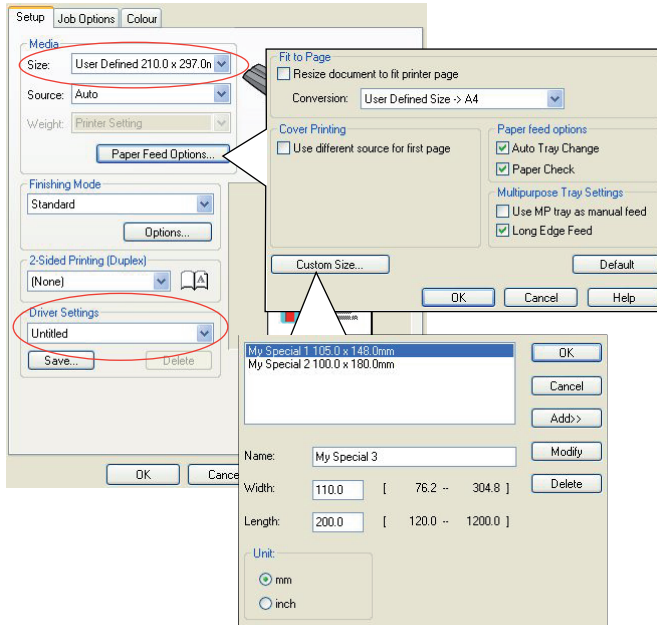 Setup Job Options Colour
Media
Size: User Defined 210.0 x 297.0n
Source: Auto
Weight: Printer Setting
Paper Feed Options...
Finishing Mode
Standard
Options...
2-Sided Printing (Duplex)
(None)
A
Driver Settings
Untitled
Save... Delete
OK Cance
Fit to Page
Resize document to fit printer page
Conversion: User Defined Size -> A4
Cover Printing
Use different source for first page
Paper feed options
Auto Tray Change
Paper Check
Multipurpose Tray Settings
Use MP tray as manual feed
Long Edge Feed
Custom Size... Default
OK Cancel Help
My Special 1 105.0 x 148.0mm
My Special 2 100.0 x 180.0mm
OK
Cancel
Add>>
Modify
Delete
Name: My Special 3
Width: 110.0 [ 76.2 -- 304.8 ]
Length: 200.0 [ 120.0 -- 1200.0 ]
Unit:
mm
inch